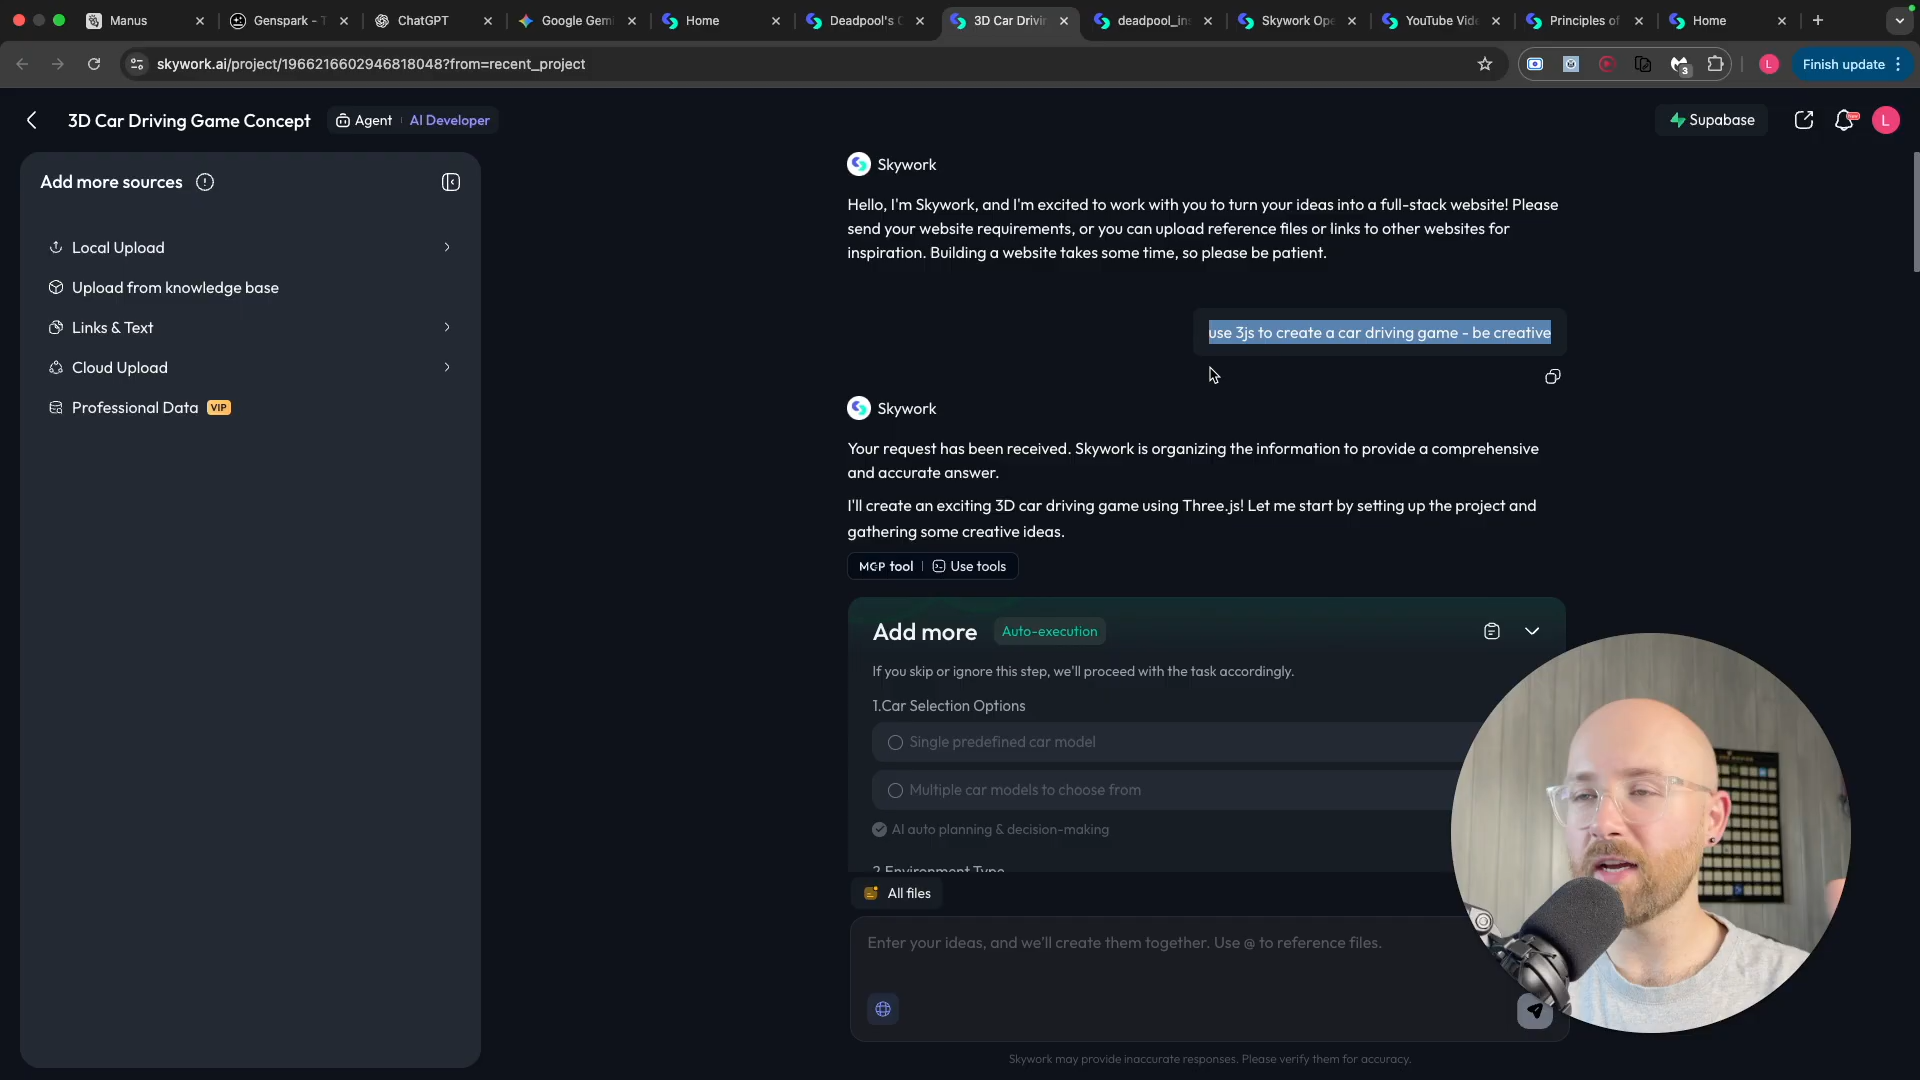 Manus
Genspark - T
ChatGPT
Google Gemi
Home
Deadpool's C
3D Car Drivin
deadpool_ins
Skywork Ope
YouTube Vide
Principles of
Home
skywork.ai/project/1966216602946818048?from=recent_project
3
L
Finish update
3D Car Driving Game Concept
Agent
AI Developer
Supabase
L
Add more sources
Local Upload
Upload from knowledge base
Links & Text
Cloud Upload
Professional Data
VIP
Skywork
Hello, I'm Skywork, and I'm excited to work with you to turn your ideas into a full-stack website! Please
send your website requirements, or you can upload reference files or links to other websites for
inspiration. Building a website takes some time, so please be patient.
use 3js to create a car driving game - be creative
Skywork
Your request has been received. Skywork is organizing the information to provide a comprehensive
and accurate answer.
I'll create an exciting 3D car driving game using Three.js! Let me start by setting up the project and
gathering some creative ideas.
MCP tool
Use tools
Add more
Auto-execution
If you skip or ignore this step, we'll proceed with the task accordingly.
1.Car Selection Options
Single predefined car model
Multiple car models to choose from
AI auto planning & decision-making
2.Environment Type
All files
Enter your ideas, and we'll create them together. Use @ to reference files.
Skywork may provide inaccurate responses. Please verify them for accuracy.